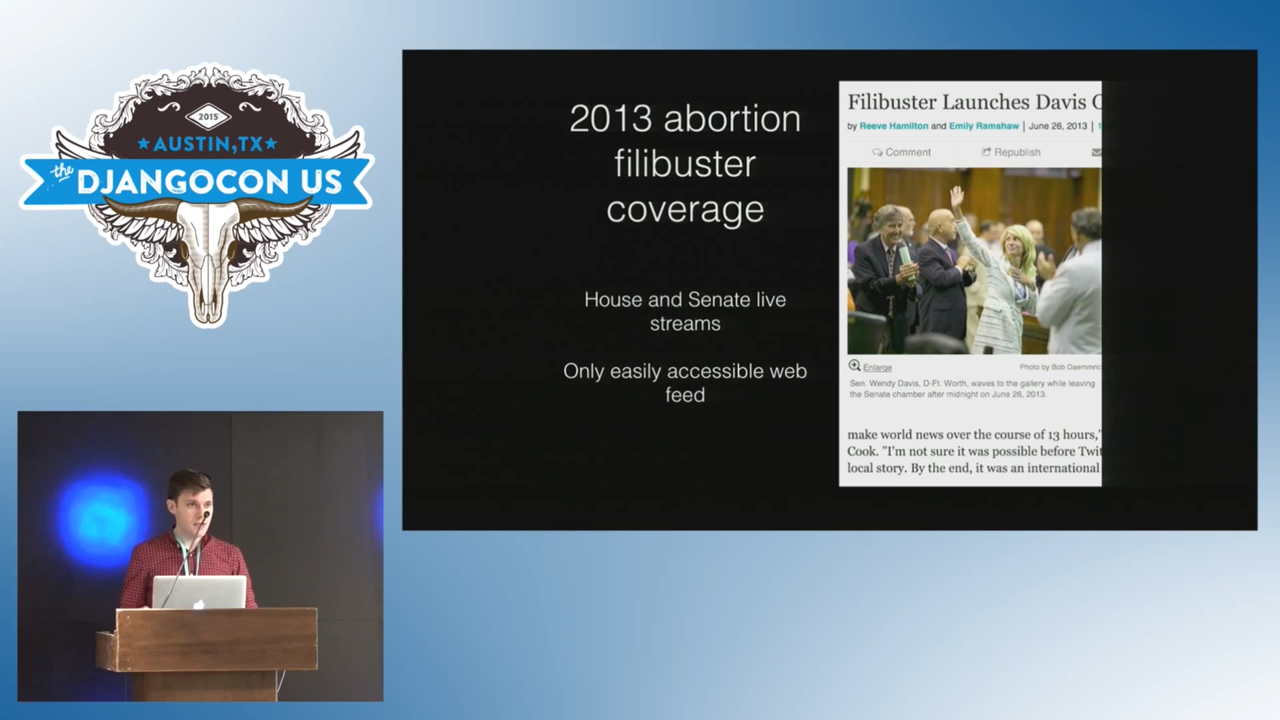 2015
AUSTIN, TX
the
DJANGOCON US
2013 abortion
filibuster
coverage
House and Senate live
streams
Only easily accessible web
feed
Filibuster Launches Davis
by Reeve Hamilton and Emily Ramshaw | June 26, 2013 |
Comment Republish
Enlarge
Photo by Bob Daemmric
Sen. Wendy Davis, D-Ft. Worth, waves to the gallery while leaving
the Senate chamber after midnight on June 26, 2013.
make world news over the course of 13 hours,"
Cook. "I'm not sure it was possible before Twit
local story. By the end, it was an international